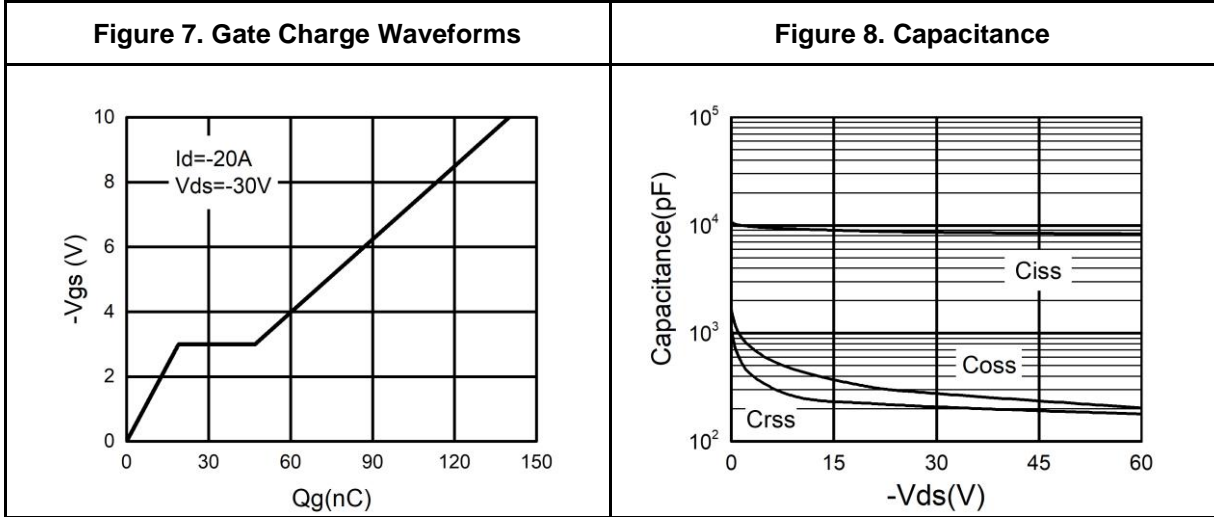 Figure 7. Gate Charge Waveforms
Figure 8. Capacitance
10
8
6
4
2
0
-Vgs (V)
Id=-20A
Vds=-30V
0 30 60 90 120 150
Qg(nC)
10^5
10^4
10^3
10^2
Capacitance(pF)
Ciss
Coss
Crss
0 15 30 45 60
-Vds(V)